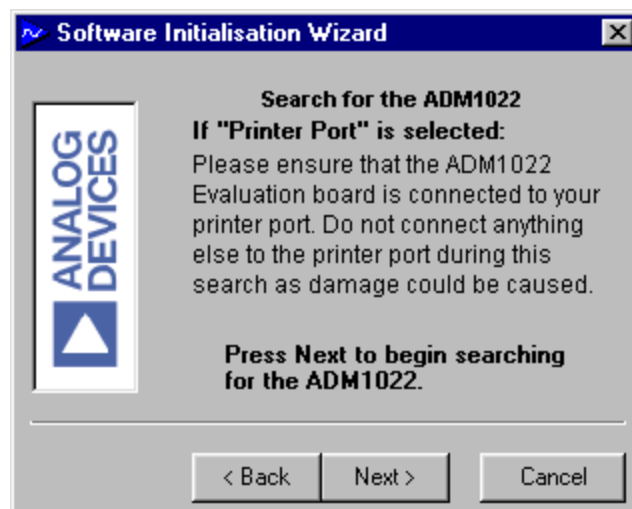 Software Initialisation Wizard
Search for the ADM1022
If "Printer Port" is selected:
Please ensure that the ADM1022
Evaluation board is connected to your
printer port. Do not connect anything
else to the printer port during this
search as damage could be caused.
ANALOG
DEVICES
Press Next to begin searching
for the ADM1022.
< Back
Next >
Cancel